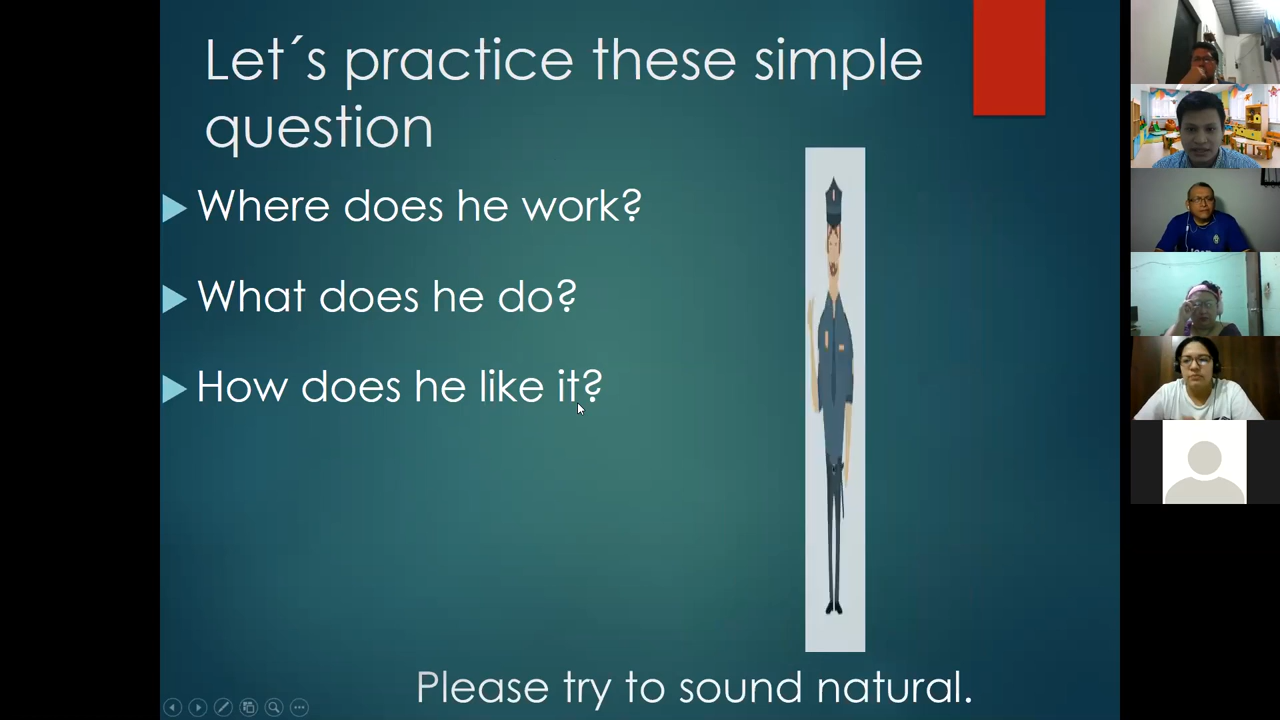 Let´s practice these simple
question
Where does he work?
What does he do?
How does he like it?
Please try to sound natural.